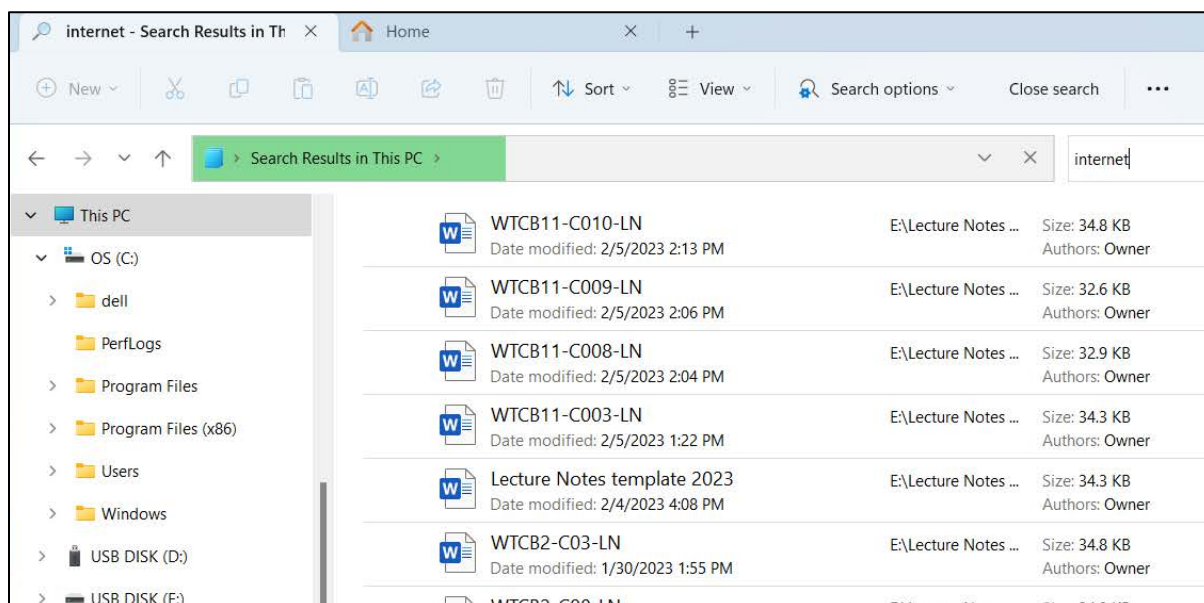 internet - Search Results in Th
Home
New
Sort
View
Search options
Close search
Search Results in This PC
internet
This PC
OS (C:)
dell
PerfLogs
Program Files
Program Files (x86)
Users
Windows
USB DISK (D:)
USB DISK (E:)
WTCB11-C010-LN
Date modified: 2/5/2023 2:13 PM
E:\Lecture Notes ...
Size: 34.8 KB
Authors: Owner
WTCB11-C009-LN
Date modified: 2/5/2023 2:06 PM
E:\Lecture Notes ...
Size: 32.6 KB
Authors: Owner
WTCB11-C008-LN
Date modified: 2/5/2023 2:04 PM
E:\Lecture Notes ...
Size: 32.9 KB
Authors: Owner
WTCB11-C003-LN
Date modified: 2/5/2023 1:22 PM
E:\Lecture Notes ...
Size: 34.3 KB
Authors: Owner
Lecture Notes template 2023
Date modified: 2/4/2023 4:08 PM
E:\Lecture Notes ...
Size: 34.3 KB
Authors: Owner
WTCB2-C03-LN
Date modified: 1/30/2023 1:55 PM
E:\Lecture Notes ...
Size: 34.8 KB
Authors: Owner